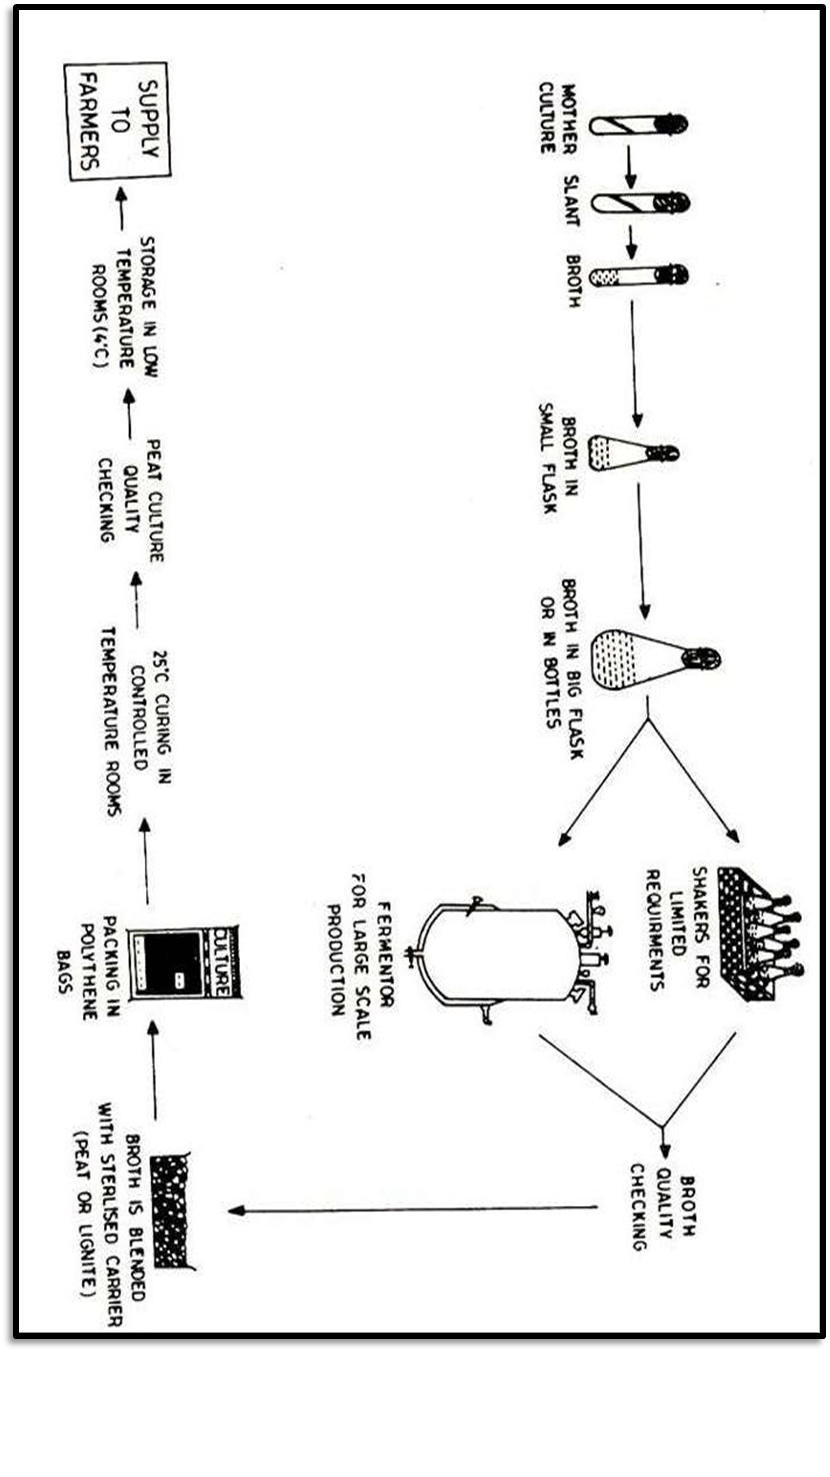 MOTHER
CULTURE
SLANT
BROTH
BROTH IN
SMALL FLASK
BROTH IN BIG FLASK
OR IN BOTTLES
SHAKERS FOR
LIMITED
REQUIRMENTS
FERMENTOR
FOR LARGE SCALE
PRODUCTION
BROTH
QUALITY
CHECKING
BROTH IS BLENDED
WITH STERLISED CARRIER
(PEAT OR LIGNITE)
CULTURE
PACKING IN
POLYTHENE
BAGS
25°C CURING IN
CONTROLLED
TEMPERATURE ROOMS
PEAT CULTURE
QUALITY
CHECKING
STORAGE IN LOW
TEMPERATURE
ROOMS (4°C)
SUPPLY
TO
FARMERS